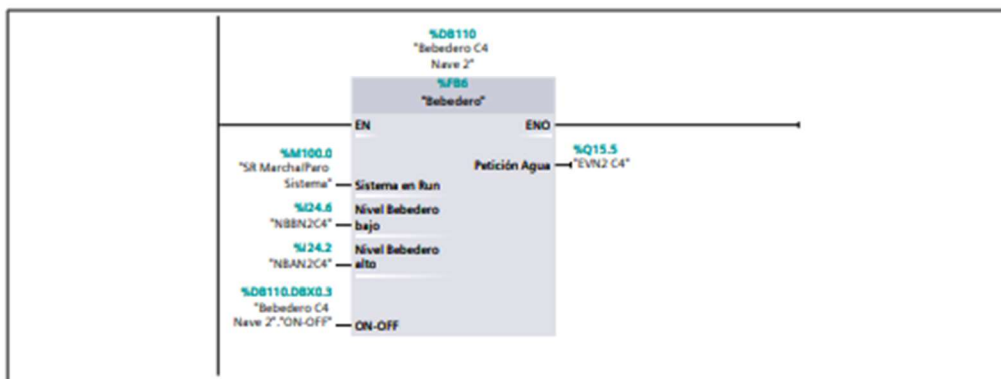 %DB110
"Bebedero C4
Nave 2"
%FB6
"Bebedero"
EN
ENO
%M100.0
"SR Marcha/Paro
Sistema"
Sistema en Run
Petición Agua
%Q15.5
"EVN2 C4"
%I24.6
"NBBN2C4"
Nivel Bebedero
bajo
%I24.2
"NBAN2C4"
Nivel Bebedero
alto
%DB110.DBX0.3
"Bebedero C4
Nave 2"."ON-OFF"
ON-OFF